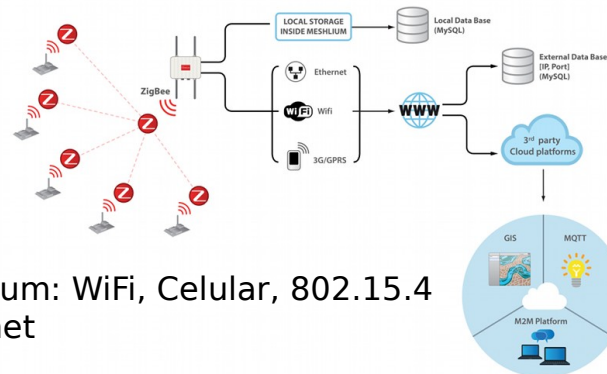 LOCAL STORAGE
INSIDE MESHLIUM
Local Data Base
(MySQL)
ZigBee
Z
Z
Z
Z
Z
Z
Ethernet
WiFi
Wifi
3G/GPRS
WWW
External Data Base
[IP, Port]
(MySQL)
3rd party
Cloud platforms
GIS
MQTT
M2M Platform
um: WiFi, Celular, 802.15.4
net